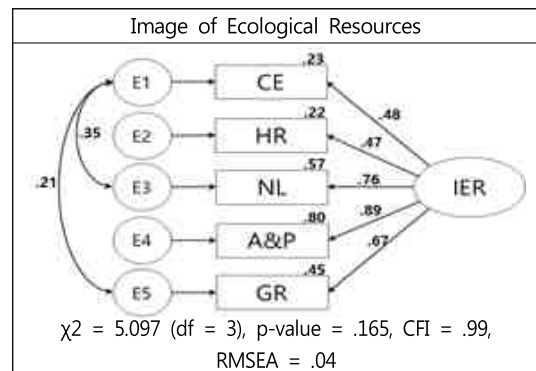 Image of Ecological Resources
.23
E1 CE
.48
.22
E2 HR
.35 .47
.57
.21 E3 NL .76 IER
.80
E4 A&P .89
.67
.45
E5 GR
χ2 = 5.097 (df = 3), p-value = .165, CFI = .99,
RMSEA = .04